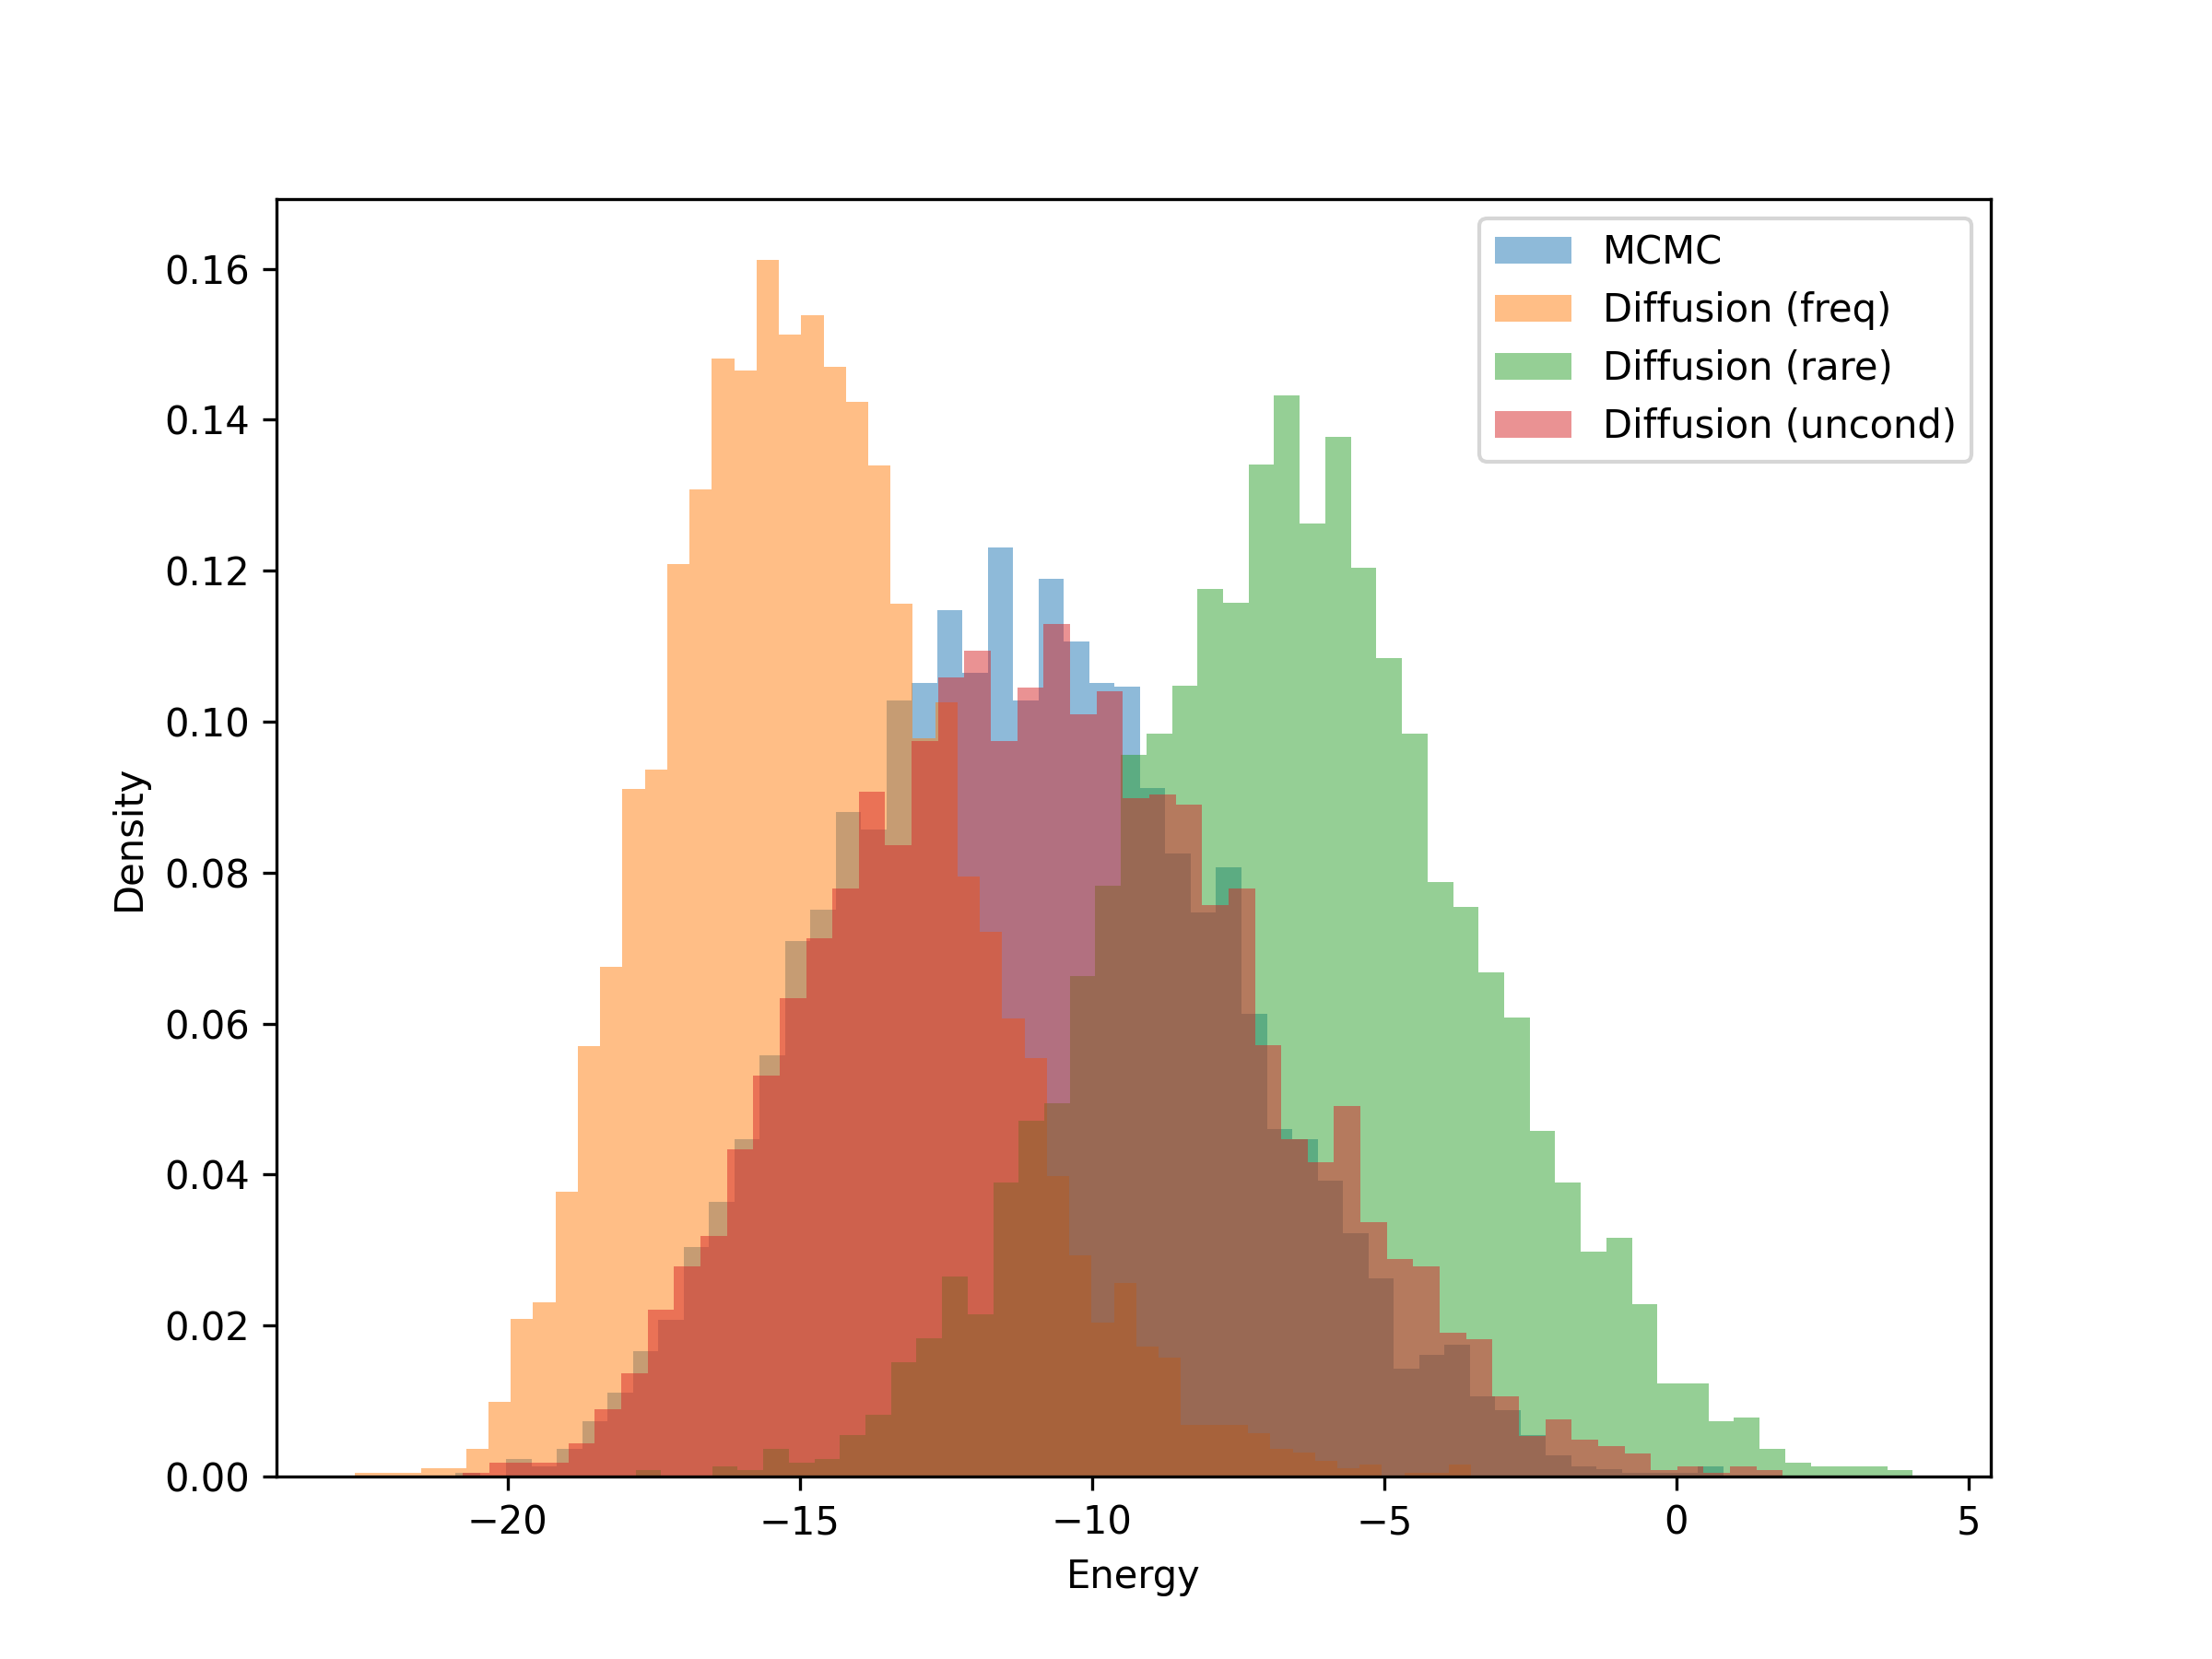 MCMC
Diffusion (freq)
Diffusion (rare)
Diffusion (uncond)
0.16
0.14
0.12
0.10
0.08
0.06
0.04
0.02
0.00
Density
−20 −15 −10 −5 0 5
Energy